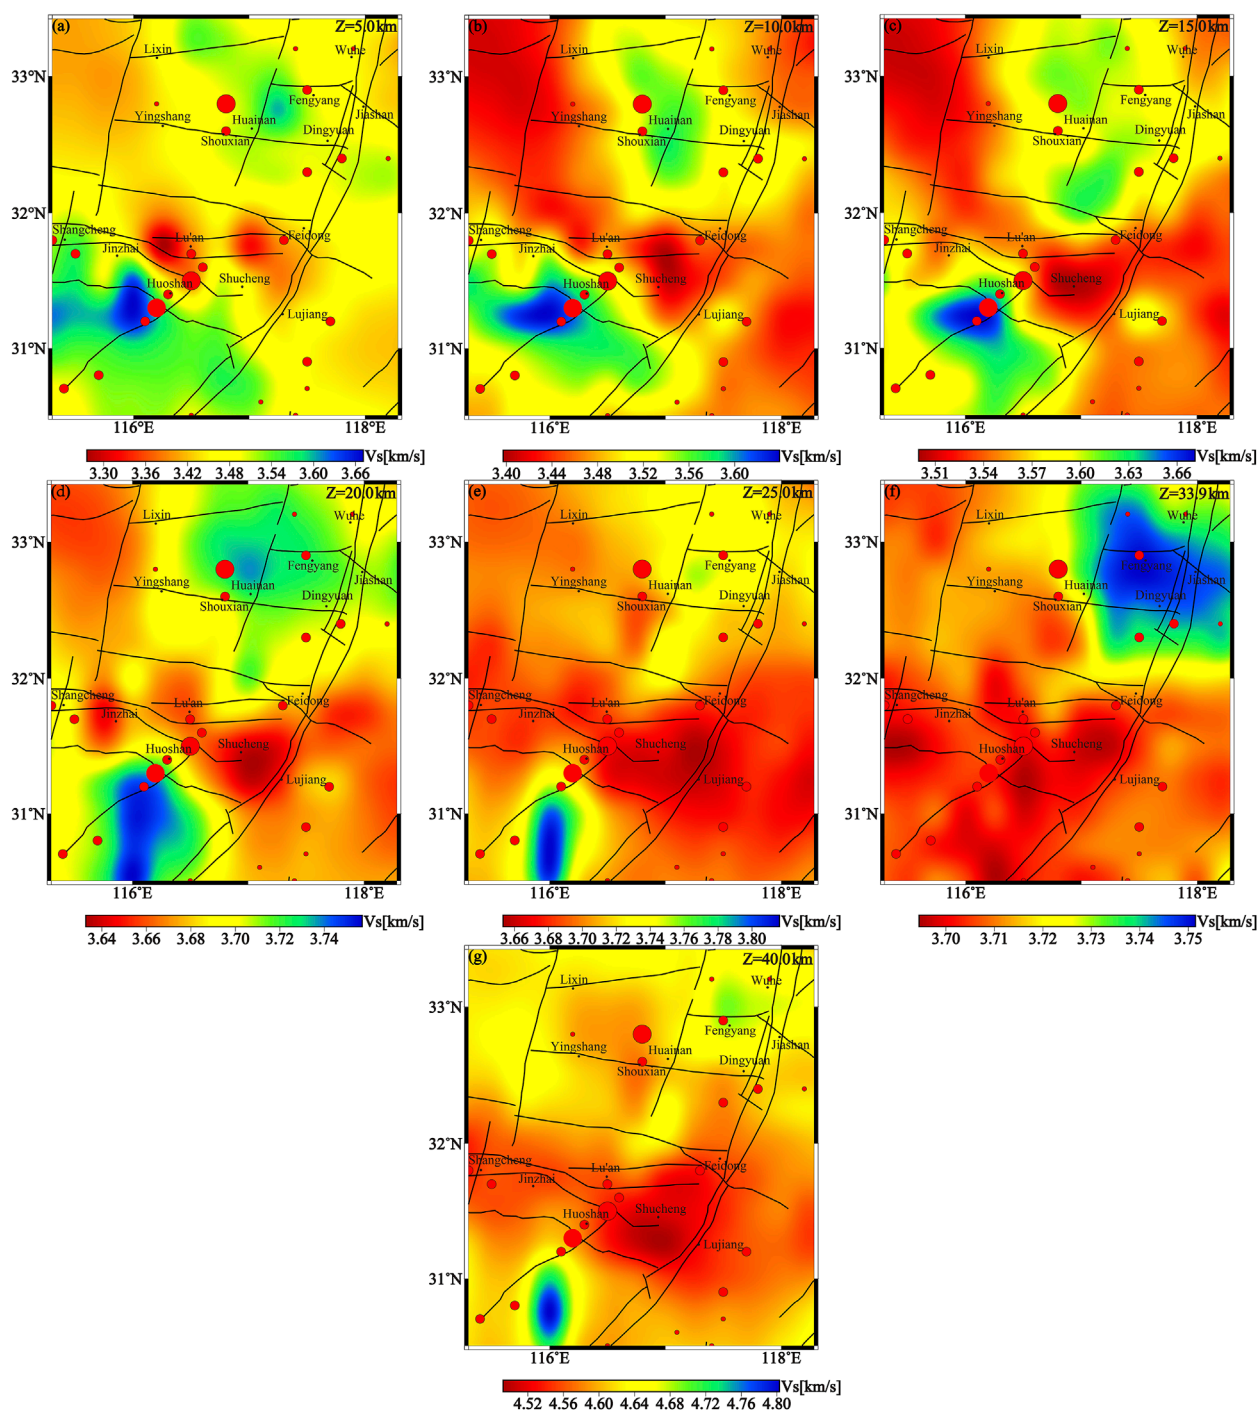 (a) Z=5.0km
Lixin Wuhe
33°N
Fengyang
Yingshang Huainan Jiashan
Shouxian Dingyuan
32°N
Shangcheng Lu'an Feidong
Jinzhai
Huoshan Shucheng
Lujiang
31°N
116°E 118°E
Vs[km/s]
3.30 3.36 3.42 3.48 3.54 3.60 3.66
(b) Z=10.0km
Lixin Wuhe
33°N
Fengyang
Yingshang Huainan Jiashan
Shouxian Dingyuan
32°N
Shangcheng Lu'an Feidong
Jinzhai
Huoshan Shucheng
Lujiang
31°N
116°E 118°E
Vs[km/s]
3.40 3.44 3.48 3.52 3.56 3.60
(c) Z=15.0km
Lixin Wuhe
33°N
Fengyang
Yingshang Huainan Jiashan
Shouxian Dingyuan
32°N
Shangcheng Lu'an Feidong
Jinzhai
Huoshan Shucheng
Lujiang
31°N
116°E 118°E
Vs[km/s]
3.51 3.54 3.57 3.60 3.63 3.66
(d) Z=20.0km
Lixin Wuhe
33°N
Fengyang
Yingshang Huainan Jiashan
Shouxian Dingyuan
32°N
Shangcheng Lu'an Feidong
Jinzhai
Huoshan Shucheng
Lujiang
31°N
116°E 118°E
Vs[km/s]
3.64 3.66 3.68 3.70 3.72 3.74
(e) Z=25.0km
Lixin Wuhe
33°N
Fengyang
Yingshang Huainan Jiashan
Shouxian Dingyuan
32°N
Shangcheng Lu'an Feidong
Jinzhai
Huoshan Shucheng
Lujiang
31°N
116°E 118°E
Vs[km/s]
3.66 3.68 3.70 3.72 3.74 3.76 3.78 3.80
(f) Z=33.9km
Lixin Wuhe
33°N
Fengyang
Yingshang Huainan Jiashan
Shouxian Dingyuan
32°N
Shangcheng Lu'an Feidong
Jinzhai
Huoshan Shucheng
Lujiang
31°N
116°E 118°E
Vs[km/s]
3.70 3.71 3.72 3.73 3.74 3.75
(g) Z=40.0km
Lixin Wuhe
33°N
Fengyang
Yingshang Huainan Jiashan
Shouxian Dingyuan
32°N
Shangcheng Lu'an Feidong
Jinzhai
Huoshan Shucheng
Lujiang
31°N
116°E 118°E
Vs[km/s]
4.52 4.56 4.60 4.64 4.68 4.72 4.76 4.80